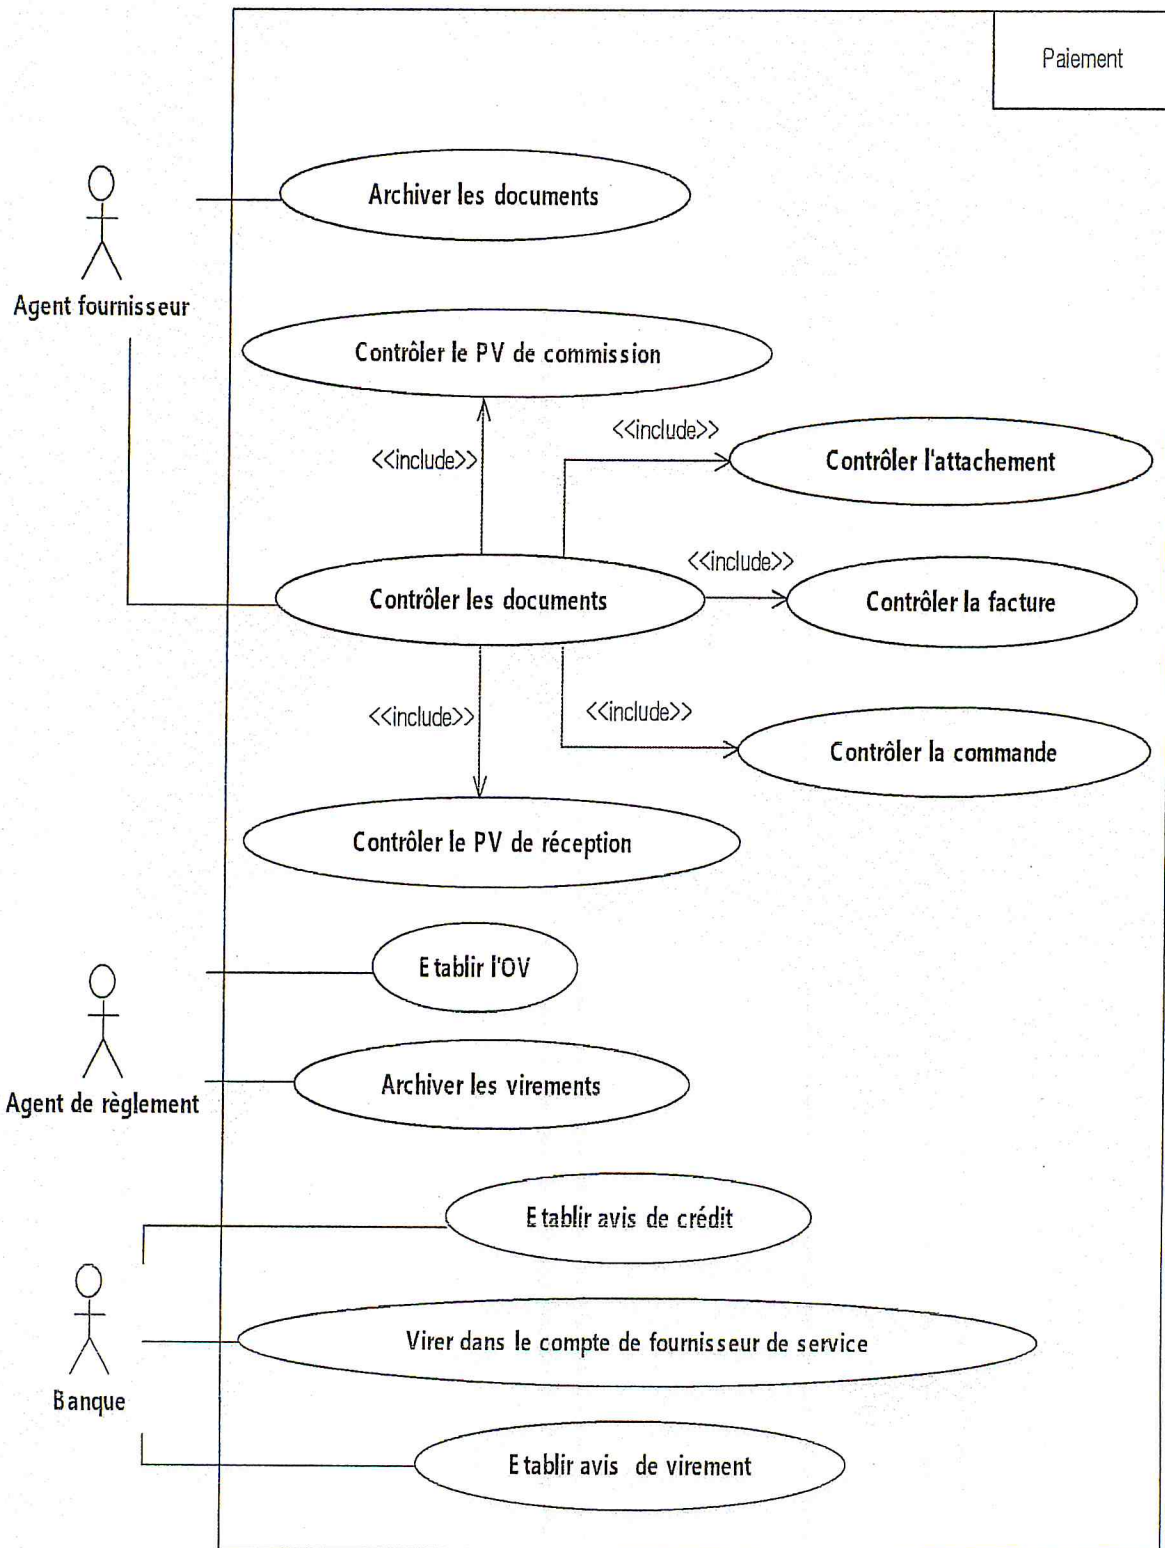 Paiement
Archiver les documents
Agent fournisseur
Contrôler le PV de commission
<<include>>
<<include>>
Contrôler l'attachement
<<include>>
Contrôler les documents
Contrôler la facture
<<include>>
<<include>>
Contrôler la commande
Contrôler le PV de réception
Etablir l'OV
Archiver les virements
Agent de règlement
Etablir avis de crédit
Virer dans le compte de fournisseur de service
Banque
Etablir avis de virement